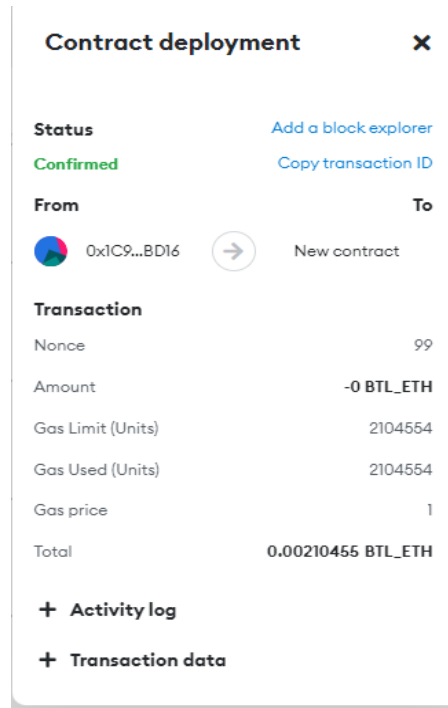 Contract deployment
Status Add a block explorer
Confirmed Copy transaction ID
From To
0x1C9...BD16 New contract
Transaction
Nonce 99
Amount -0 BTL_ETH
Gas Limit (Units) 2104554
Gas Used (Units) 2104554
Gas price 1
Total 0.00210455 BTL_ETH
+ Activity log
+ Transaction data